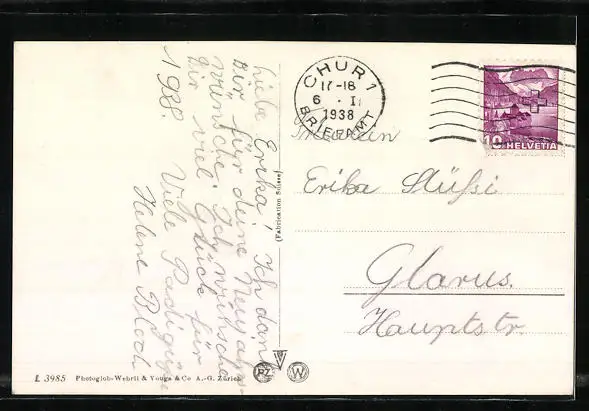 Liebe Erika! Ich danke
Dir für deine Neujahrs-
wünsche. Ich wünsche
Dir viel Glück für
1938. Viele
Helene
(Fabrication Suisse)
CHUR 1
17-18
6 · I
1938
BRIEFAMT
10 HELVETIA
Fräulein
Erika Stüssi
Glarus.
Hauptstr.
L 3985 Photoglob-Wehrli & Vouga & Co A.-G. Zürich
PZ W